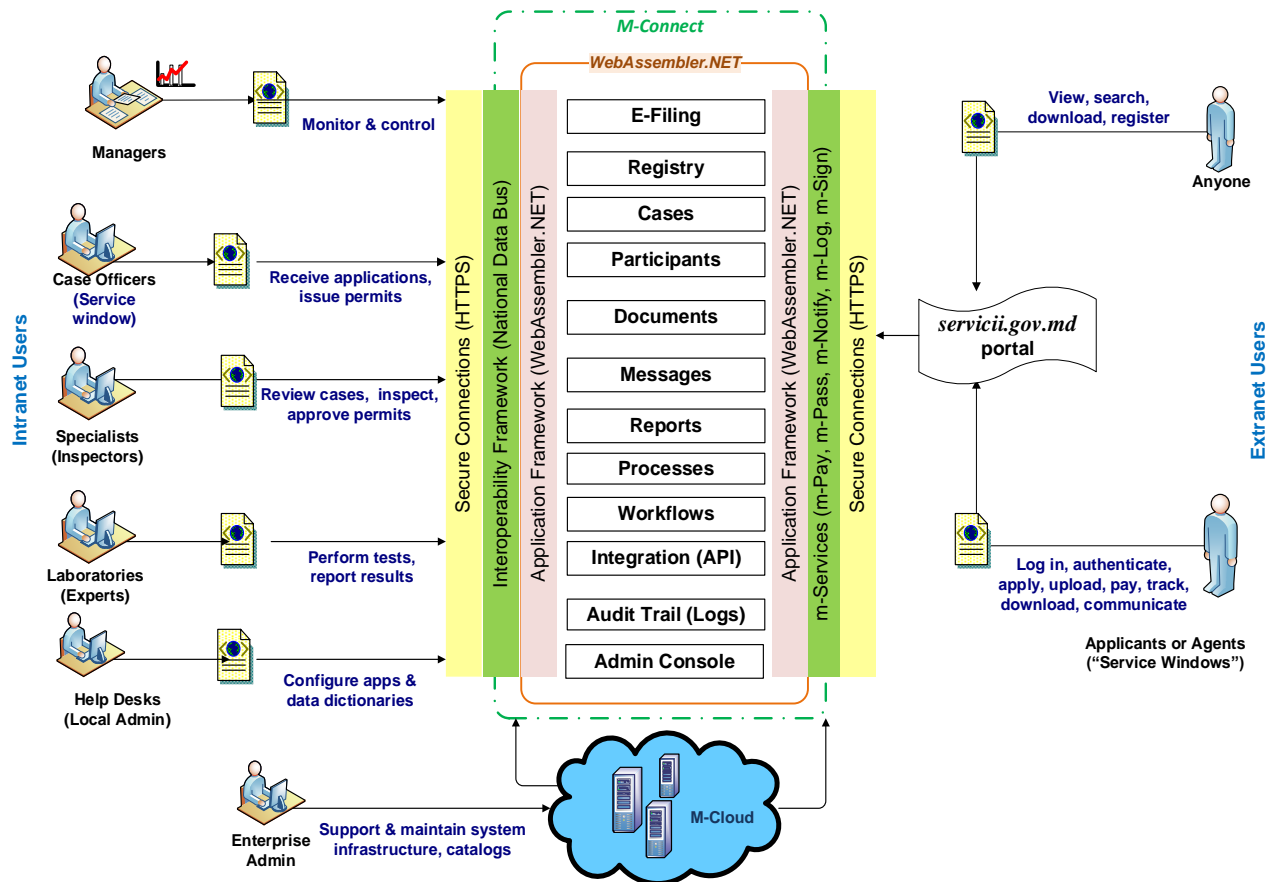 M-Connect
WebAssembler.NET
Intranet Users
Managers
Monitor & control
Case Officers
(Service
window)
Receive applications,
issue permits
Specialists
(Inspectors)
Review cases, inspect,
approve permits
Laboratories
(Experts)
Perform tests,
report results
Help Desks
(Local Admin)
Configure apps &
data dictionaries
Enterprise
Admin
Support & maintain system
infrastructure, catalogs
Secure Connections (HTTPS)
Interoperability Framework (National Data Bus)
Application Framework (WebAssembler.NET)
E-Filing
Registry
Cases
Participants
Documents
Messages
Reports
Processes
Workflows
Integration (API)
Audit Trail (Logs)
Admin Console
Application Framework (WebAssembler.NET)
m-Services (m-Pay, m-Pass, m-Notify, m-Log, m-Sign)
Secure Connections (HTTPS)
M-Cloud
View, search,
download, register
Anyone
servicii.gov.md
portal
Log in, authenticate,
apply, upload, pay, track,
download, communicate
Applicants or Agents
(“Service Windows”)
Extranet Users